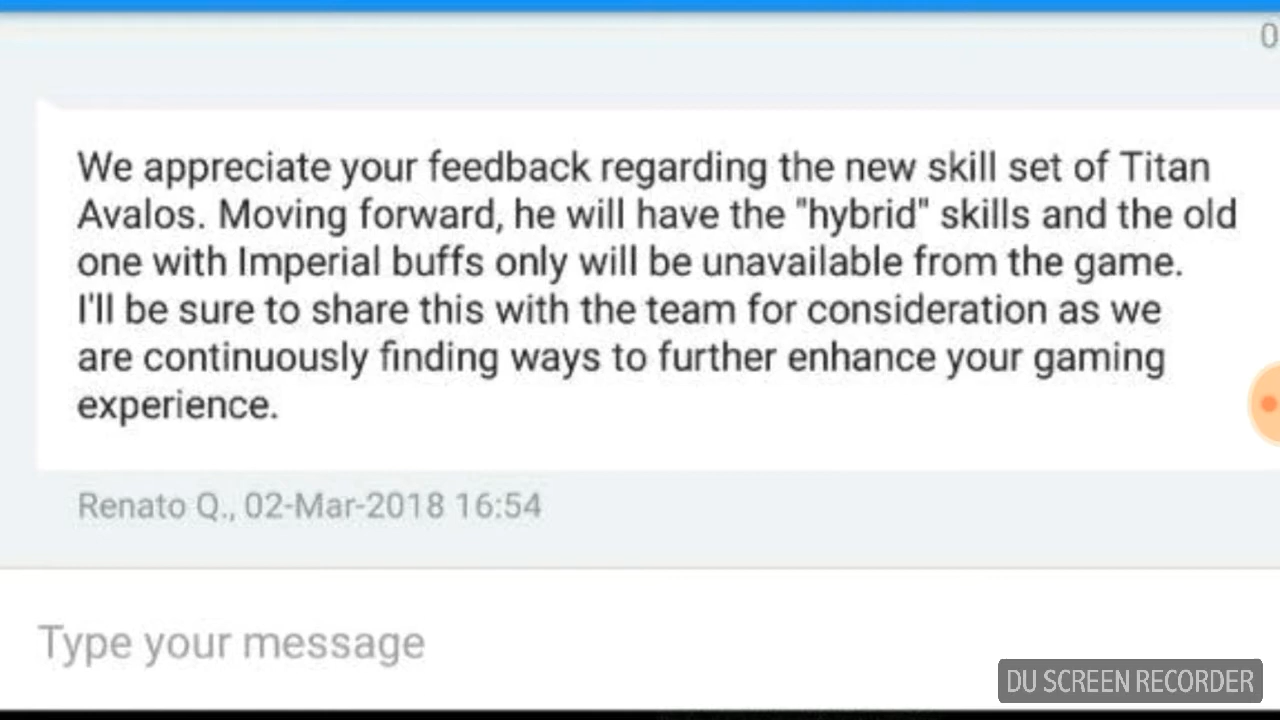 0
We appreciate your feedback regarding the new skill set of Titan
Avalos. Moving forward, he will have the "hybrid" skills and the old
one with Imperial buffs only will be unavailable from the game.
I'll be sure to share this with the team for consideration as we
are continuously finding ways to further enhance your gaming
experience.
Renato Q., 02-Mar-2018 16:54
Type your message
DU SCREEN RECORDER